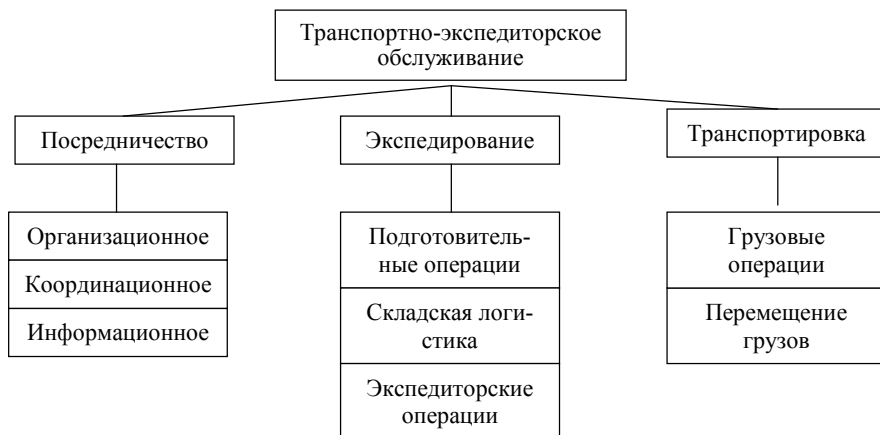 Транспортно-экспедиторское
обслуживание
Посредничество
Экспедирование
Транспортировка
Организационное
Координационное
Информационное
Подготовитель-
ные операции
Складская логи-
стика
Экспедиторские
операции
Грузовые
операции
Перемещение
грузов